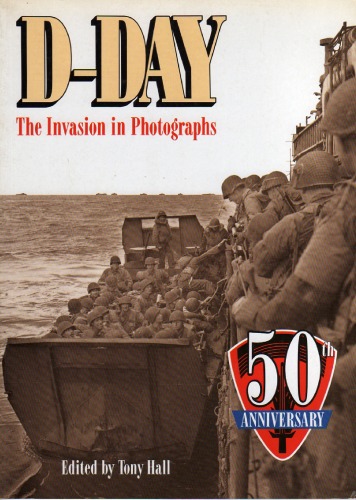 D-DAY
The Invasion in Photographs
50th
ANNIVERSARY
Edited by Tony Hall